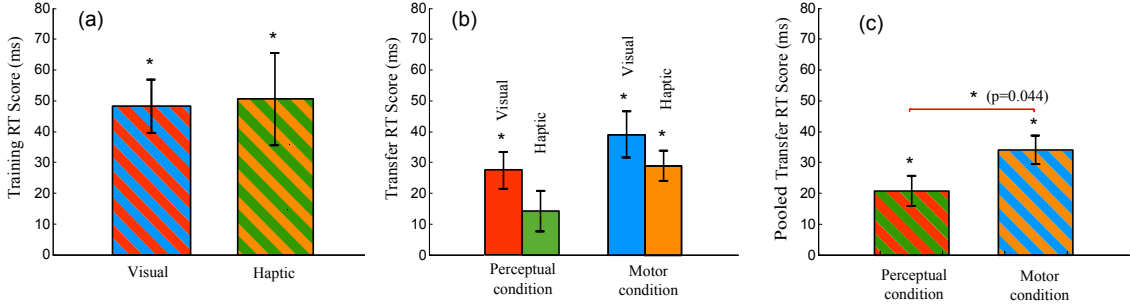 (a)
Training RT Score (ms)
80
70
60
50
40
30
20
10
0
*
*
Visual
Haptic
(b)
Transfer RT Score (ms)
80
70
60
50
40
30
20
10
0
* Visual
Haptic
* Visual
* Haptic
Perceptual
condition
Motor
condition
(c)
Pooled Transfer RT Score (ms)
80
70
60
50
40
30
20
10
0
* (p=0.044)
*
*
Perceptual
condition
Motor
condition